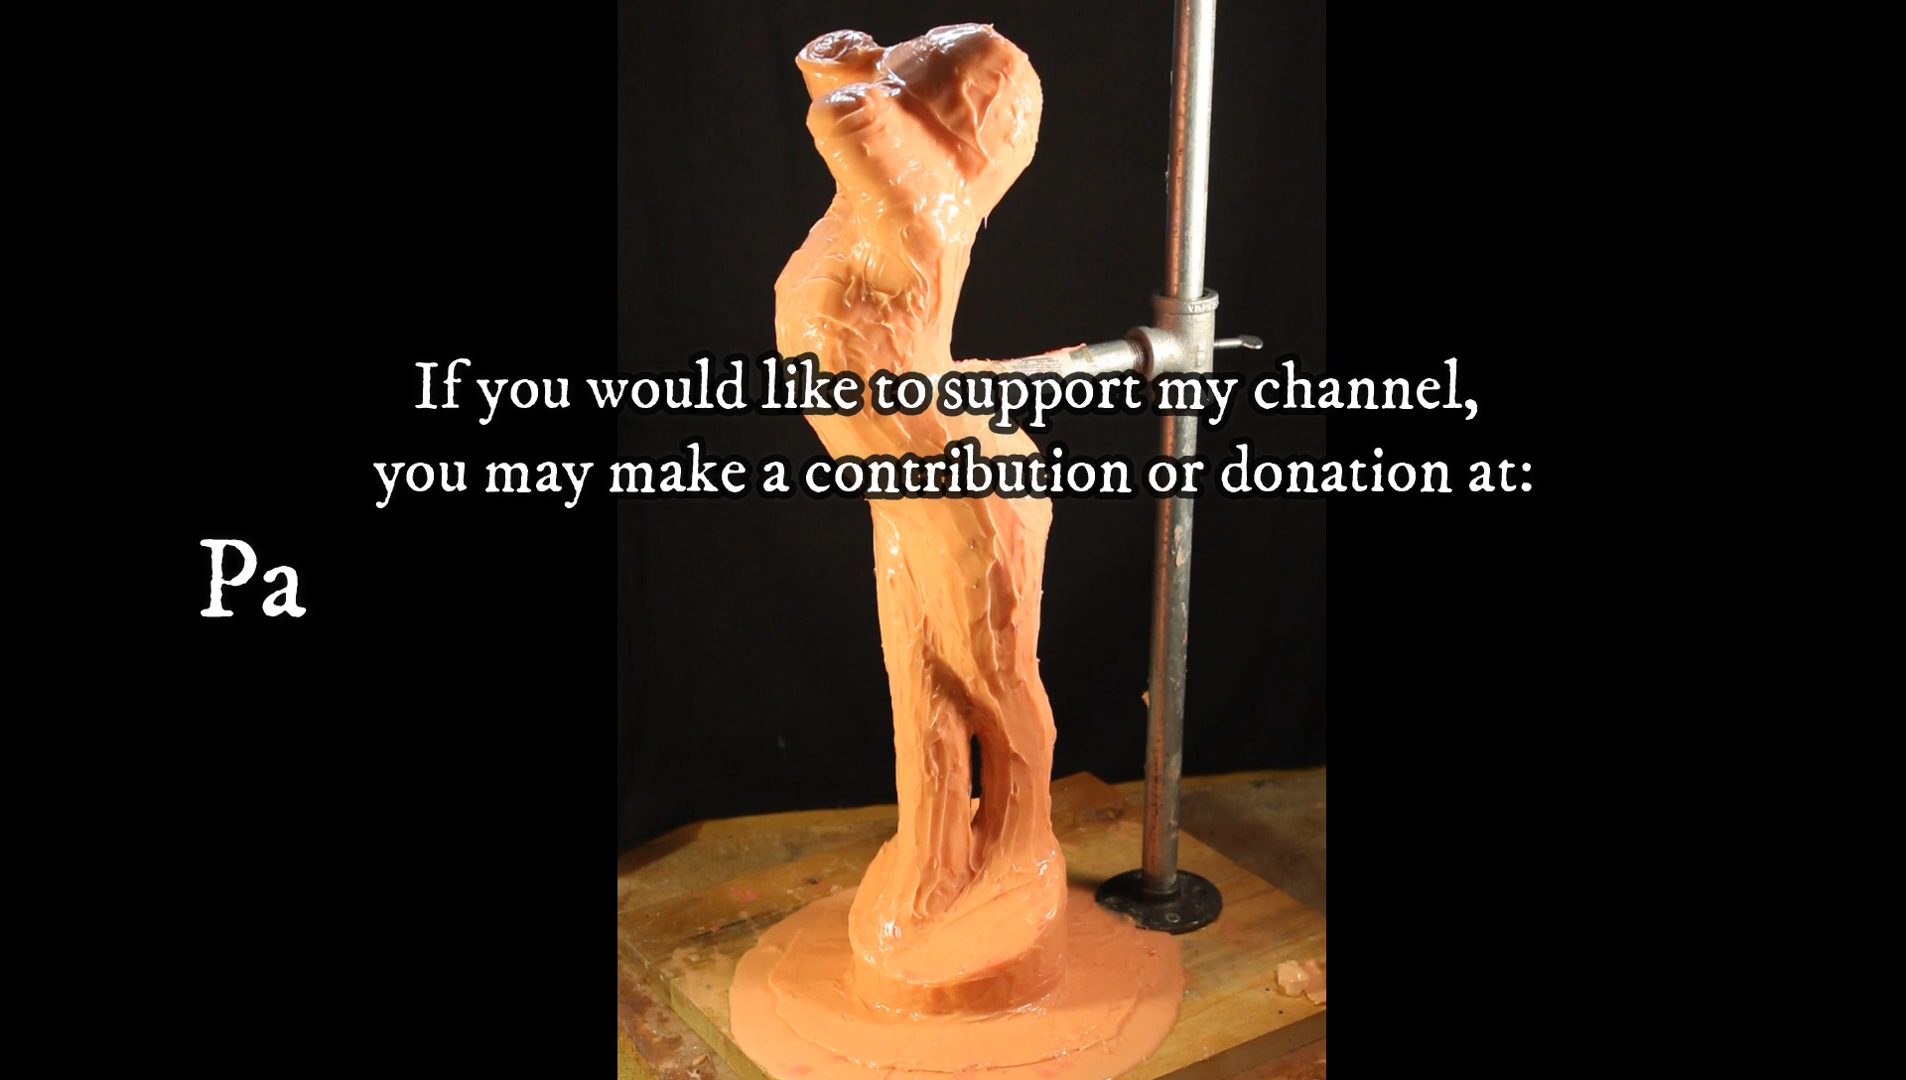 If you would like to support my channel,
you may make a contribution or donation at:
Pa